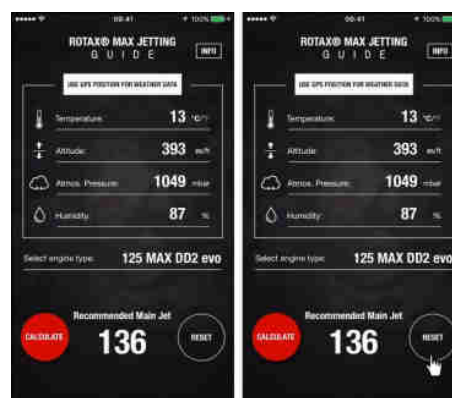 09:41 100%
ROTAX® MAX JETTING
GUIDE
INFO
USE GPS POSITION FOR WEATHER DATA
Temperature: 13 °C/°F
Altitude: 393 m/ft
Atmos. Pressure: 1049 mbar
Humidity: 87 %
Select engine type: 125 MAX DD2 evo
Recommended Main Jet
CALCULATE 136 RESET
09:41 100%
ROTAX® MAX JETTING
GUIDE
INFO
USE GPS POSITION FOR WEATHER DATA
Temperature: 13 °C/°F
Altitude: 393 m/ft
Atmos. Pressure: 1049 mbar
Humidity: 87 %
Select engine type: 125 MAX DD2 evo
Recommended Main Jet
CALCULATE 136 RESET